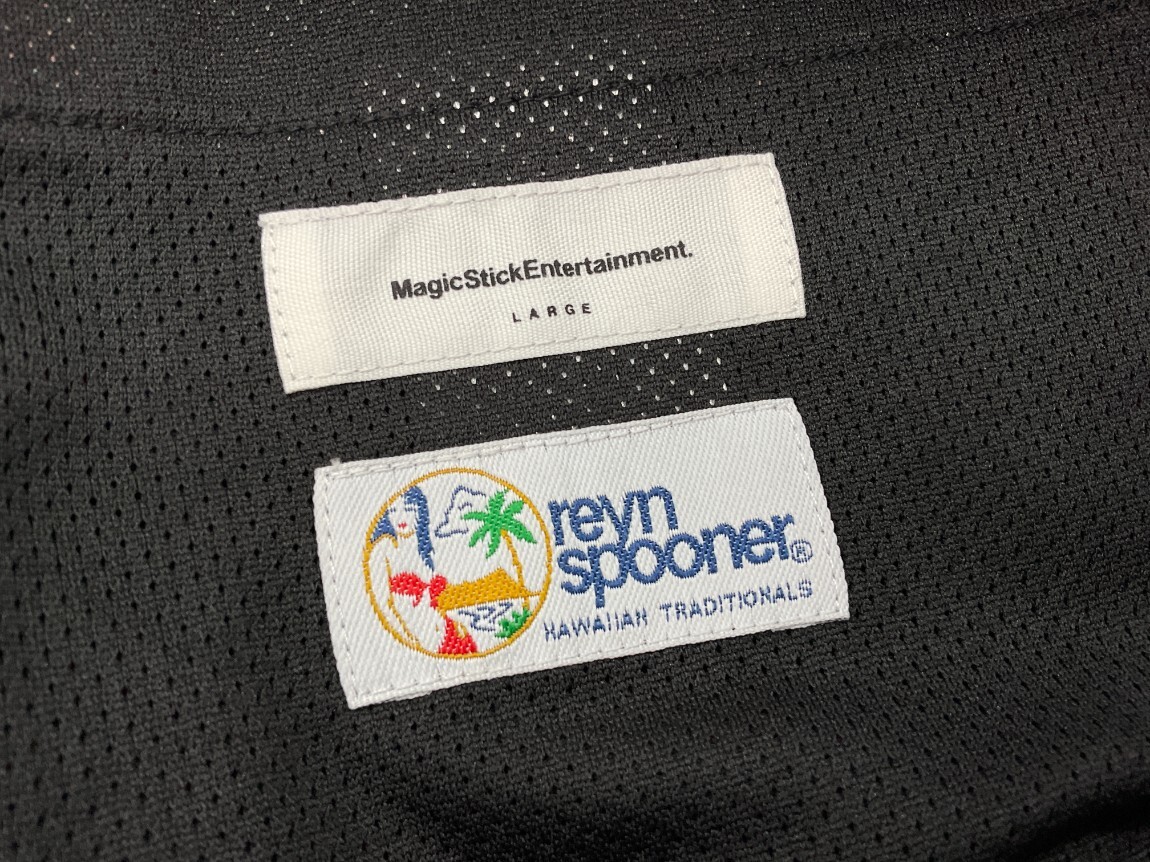 MagicStickEntertainment.
LARGE
reyn
spooner®
HAWAIIAN TRADITIONALS